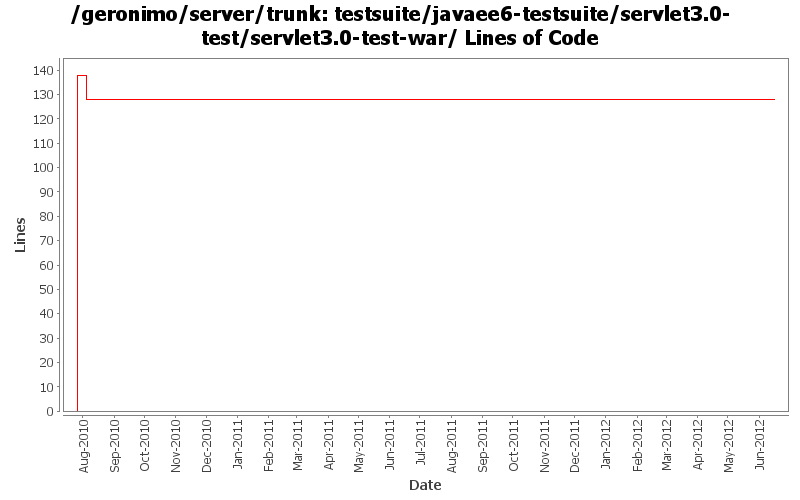 /geronimo/server/trunk: testsuite/javaee6-testsuite/servlet3.0-
test/servlet3.0-test-war/ Lines of Code
Lines
140
130
120
110
100
90
80
70
60
50
40
30
20
10
0
Aug-2010
Sep-2010
Oct-2010
Nov-2010
Dec-2010
Jan-2011
Feb-2011
Mar-2011
Apr-2011
May-2011
Jun-2011
Jul-2011
Aug-2011
Sep-2011
Oct-2011
Nov-2011
Dec-2011
Jan-2012
Feb-2012
Mar-2012
Apr-2012
May-2012
Jun-2012
Date